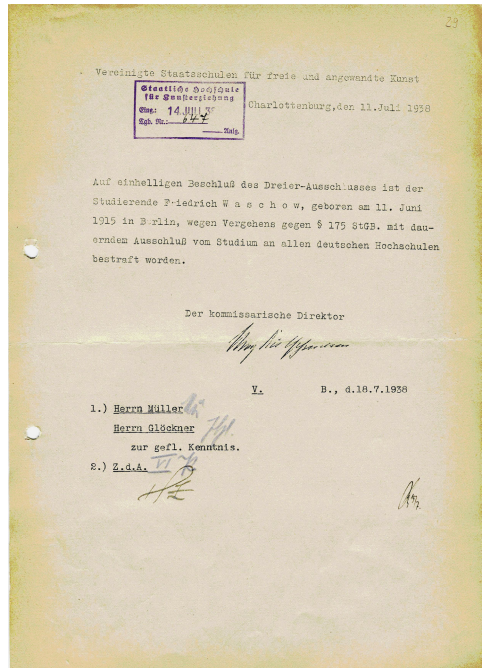 29
Vereinigte Staatsschulen für freie und angewandte Kunst
Staatliche Hochschule
für Kunsterziehung
Eing.: 14. JULI 38
Tgb. Nr.: 647
Anlg.
Charlottenburg,den 11.Juli 1938
Auf einhelligen Beschluß des Dreier-Ausschusses ist der
Studierende Friedrich W a s c h o w, geboren am 11. Juni
1915 in Berlin, wegen Vergehens gegen § 175 StGB. mit dau-
erndem Ausschluß vom Studium an allen deutschen Hochschulen
bestraft worden.
Der kommissarische Direktor
V. B., d.18.7.1938
1.) Herrn Müller
Herrn Glöckner
zur gefl. Kenntnis.
2.) Z.d.A. VI